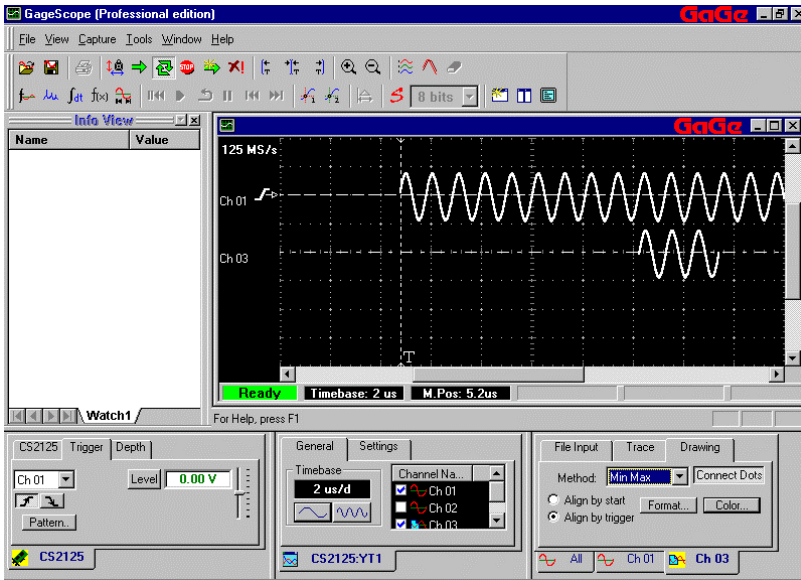 GageScope (Professional edition)
GaGe
File View Capture Tools Window Help
∫dt f(x)
8 bits
Info View
Name Value
Watch1
GaGe
125 MS/s
Ch 01
Ch 03
T
Ready Timebase: 2 us M.Pos: 5.2us
For Help, press F1
CS2125 Trigger Depth
Ch 01 Level 0.00 V
Pattern..
CS2125
General Settings
Timebase
2 us/d
Channel Na...
Ch 01
Ch 02
Ch 03
CS2125:YT1
File Input Trace Drawing
Method: Min Max Connect Dots
Align by start
Align by trigger
Format... Color...
All Ch 01 Ch 03